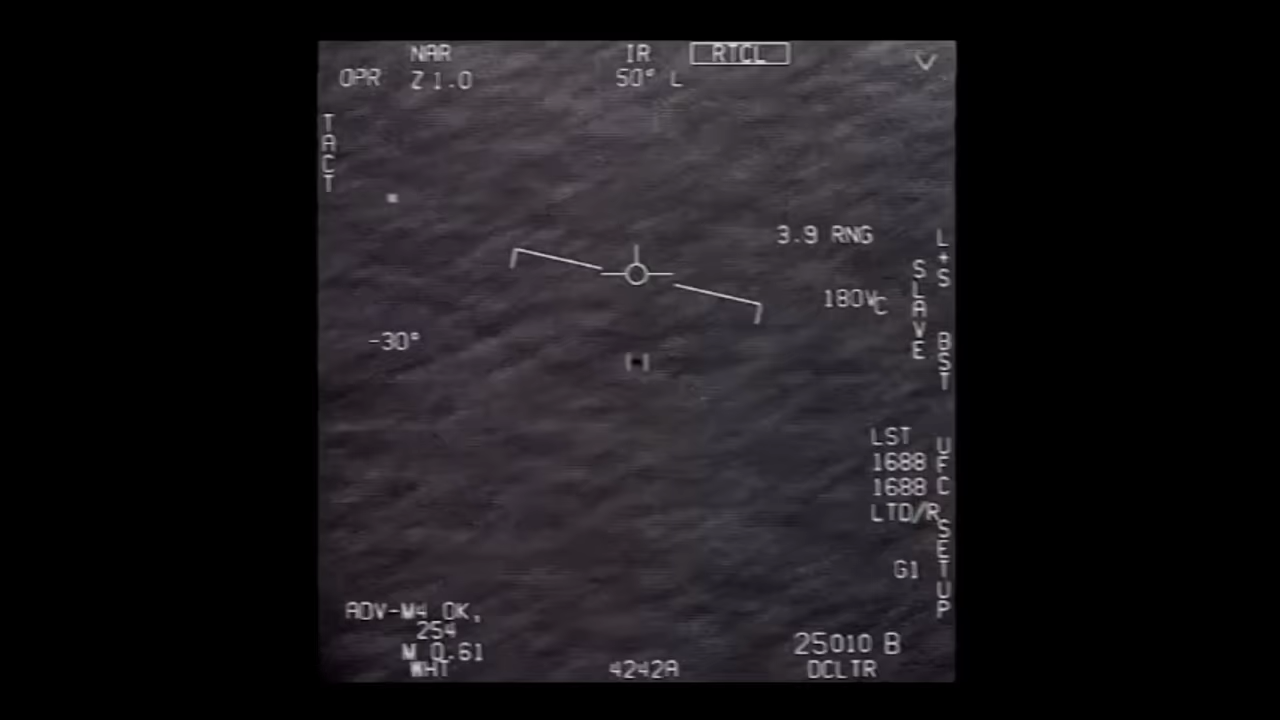 NAR
IR
RTCL
OPR
Z 1.0
50° L
TACT
3.9 RNG
L+S
SLAVE
180Vc
-30°
BST
LST
1688
1688
LTD/R
UFC
SETUP
G1
ADV-M4 OK,
254
M 0.61
WHT
4242A
25010 B
DCLTR